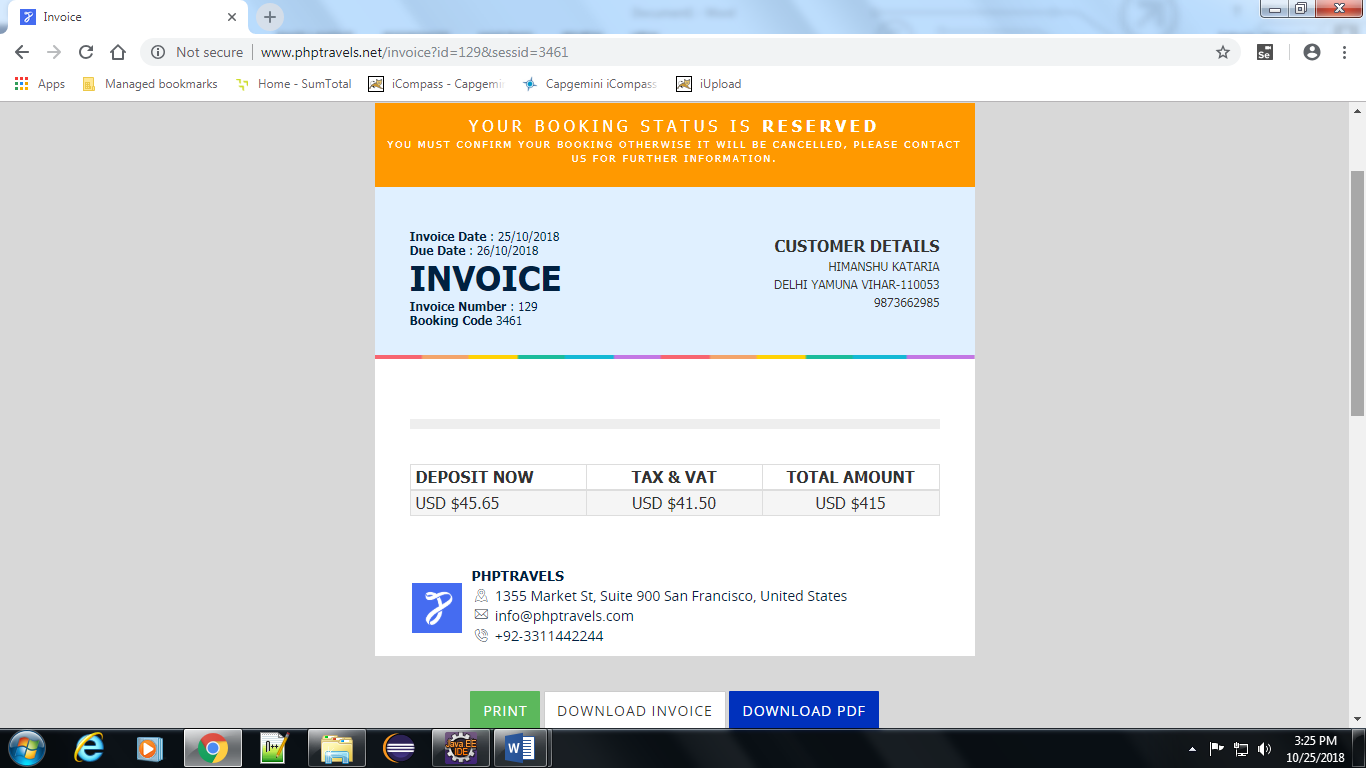 Invoice
Not secure
www.phptravels.net/invoice?id=129&sessid=3461
Se
Apps
Managed bookmarks
Home - SumTotal
iCompass - Capgemin
Capgemini iCompass
iUpload
YOUR BOOKING STATUS IS RESERVED
YOU MUST CONFIRM YOUR BOOKING OTHERWISE IT WILL BE CANCELLED, PLEASE CONTACT
US FOR FURTHER INFORMATION.
Invoice Date : 25/10/2018
Due Date : 26/10/2018
INVOICE
Invoice Number : 129
Booking Code 3461
CUSTOMER DETAILS
HIMANSHU KATARIA
DELHI YAMUNA VIHAR-110053
9873662985
DEPOSIT NOW TAX & VAT TOTAL AMOUNT
USD $45.65 USD $41.50 USD $415
PHPTRAVELS
1355 Market St, Suite 900 San Francisco, United States
info@phptravels.com
+92-3311442244
PRINT
DOWNLOAD INVOICE
DOWNLOAD PDF
Java EE
IDE
3:25 PM
10/25/2018